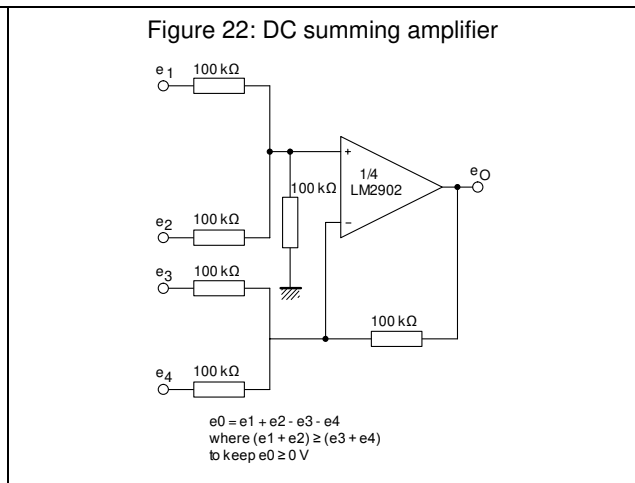 Figure 22: DC summing amplifier
e1 100 kΩ
+
1/4
LM2902
eO
100 kΩ
e2 100 kΩ
-
e3 100 kΩ
100 kΩ
e4 100 kΩ
e0 = e1 + e2 - e3 - e4
where (e1 + e2) ≥ (e3 + e4)
to keep e0 ≥ 0 V